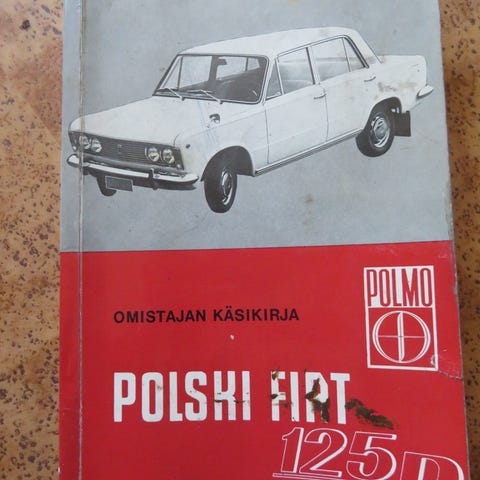 OMISTAJAN KÄSIKIRJA
POLMO
POLSKI FIAT
125P